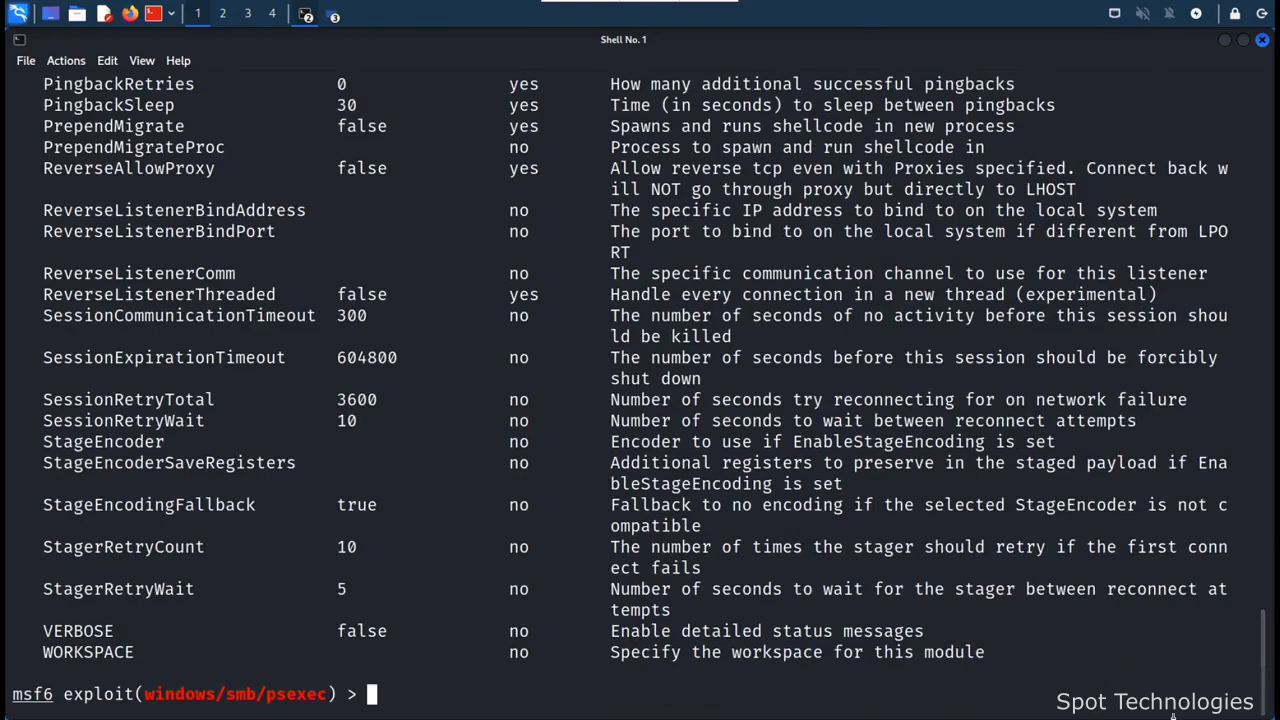 1 2 3 4 2 3
Shell No. 1
File Actions Edit View Help
PingbackRetries 0 yes How many additional successful pingbacks
PingbackSleep 30 yes Time (in seconds) to sleep between pingbacks
PrependMigrate false yes Spawns and runs shellcode in new process
PrependMigrateProc no Process to spawn and run shellcode in
ReverseAllowProxy false yes Allow reverse tcp even with Proxies specified. Connect back w
ill NOT go through proxy but directly to LHOST
ReverseListenerBindAddress no The specific IP address to bind to on the local system
ReverseListenerBindPort no The port to bind to on the local system if different from LPO
RT
ReverseListenerComm no The specific communication channel to use for this listener
ReverseListenerThreaded false yes Handle every connection in a new thread (experimental)
SessionCommunicationTimeout 300 no The number of seconds of no activity before this session shou
ld be killed
SessionExpirationTimeout 604800 no The number of seconds before this session should be forcibly
shut down
SessionRetryTotal 3600 no Number of seconds try reconnecting for on network failure
SessionRetryWait 10 no Number of seconds to wait between reconnect attempts
StageEncoder no Encoder to use if EnableStageEncoding is set
StageEncoderSaveRegisters no Additional registers to preserve in the staged payload if Ena
bleStageEncoding is set
StageEncodingFallback true no Fallback to no encoding if the selected StageEncoder is not c
ompatible
StagerRetryCount 10 no The number of times the stager should retry if the first conn
ect fails
StagerRetryWait 5 no Number of seconds to wait for the stager between reconnect at
tempts
VERBOSE false no Enable detailed status messages
WORKSPACE no Specify the workspace for this module
msf6 exploit(windows/smb/psexec) >
Spot Technologies